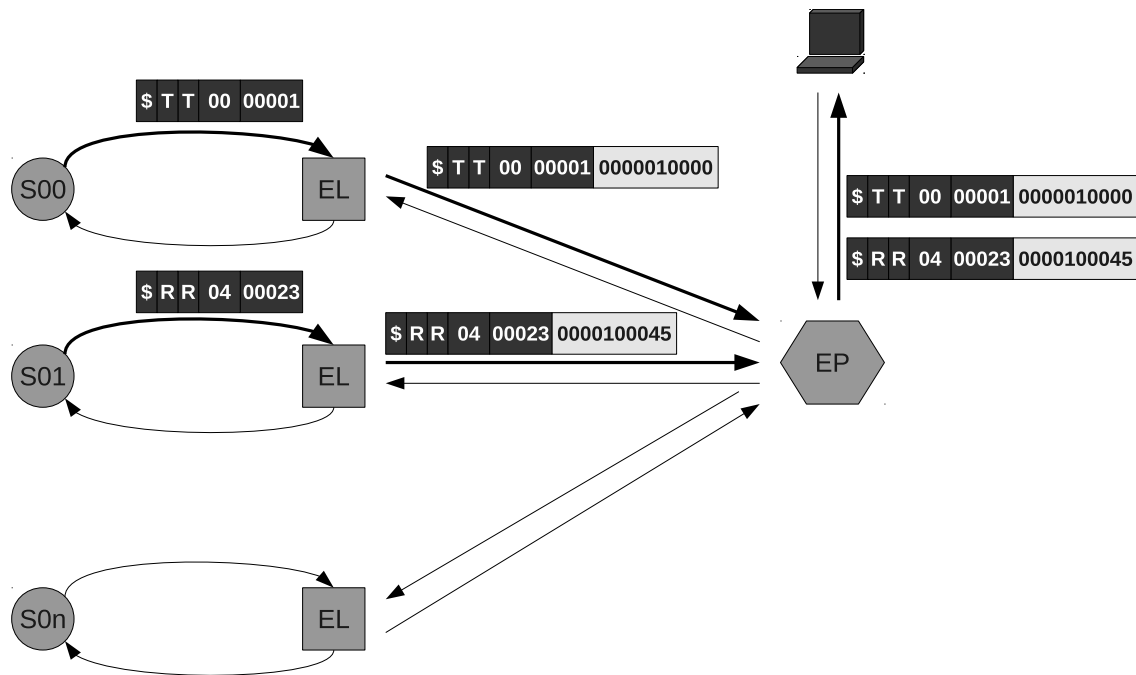 $ T T 00 00001
S00
EL
$ T T 00 00001 0000010000
$ T T 00 00001 0000010000
$ R R 04 00023 0000100045
$ R R 04 00023
S01
EL
$ R R 04 00023 0000100045
EP
S0n
EL